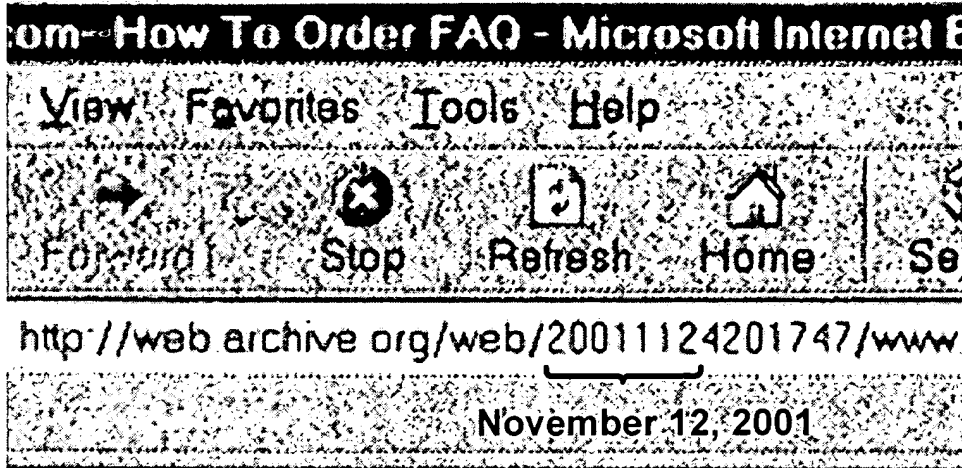 com--How To Order FAQ - Microsoft Internet E
View Favorites Tools Help
Forward Stop Refresh Home Se
http://web.archive.org/web/20011124201747/www
November 12, 2001